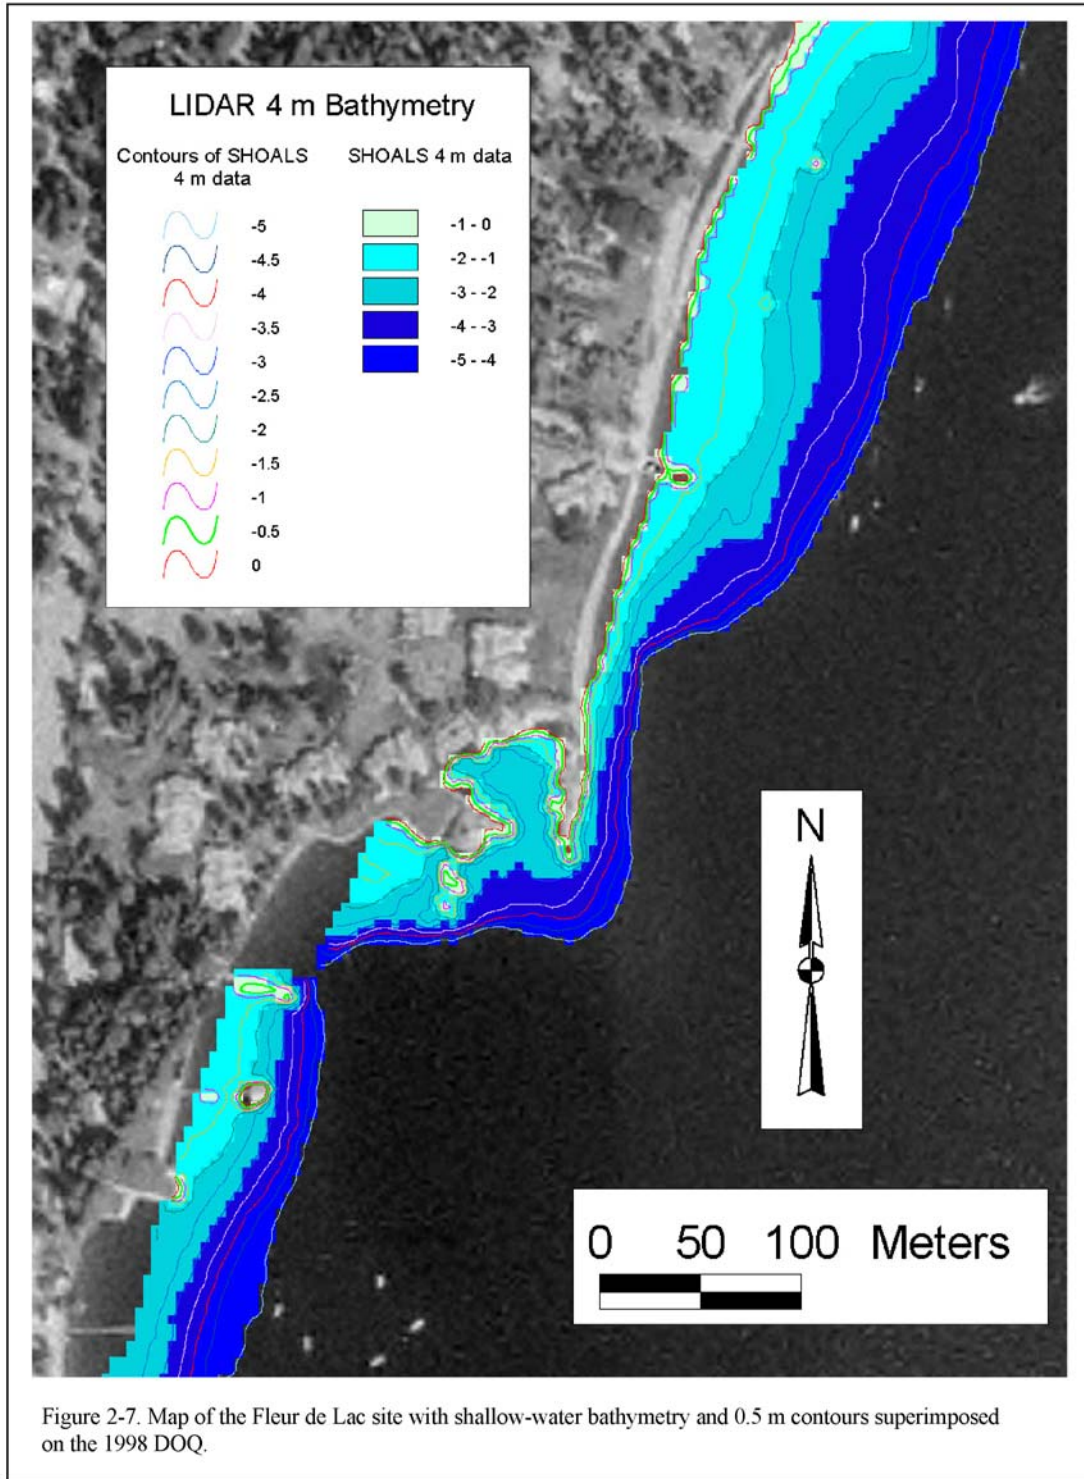 LIDAR 4 m Bathymetry
Contours of SHOALS
4 m data
-5
-4.5
-4
-3.5
-3
-2.5
-2
-1.5
-1
-0.5
0
SHOALS 4 m data
-1 - 0
-2 - -1
-3 - -2
-4 - -3
-5 - -4
N
0 50 100 Meters
Figure 2-7. Map of the Fleur de Lac site with shallow-water bathymetry and 0.5 m contours superimposed
on the 1998 DOQ.